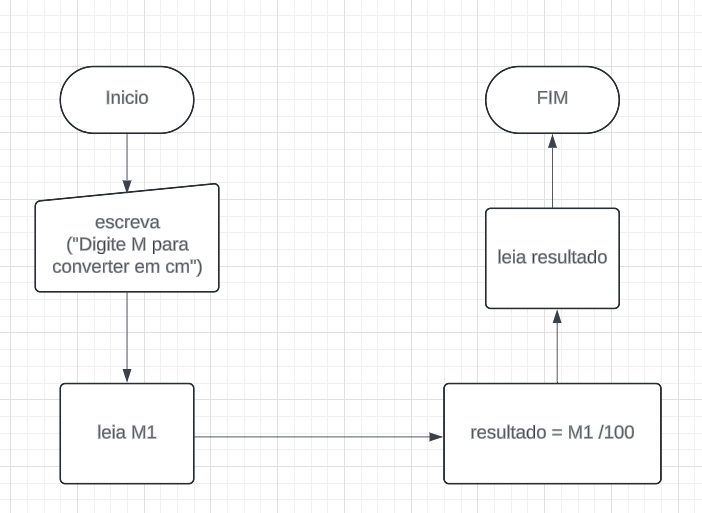 Inicio
escreva
("Digite M para
converter em cm")
leia M1
resultado = M1 /100
leia resultado
FIM